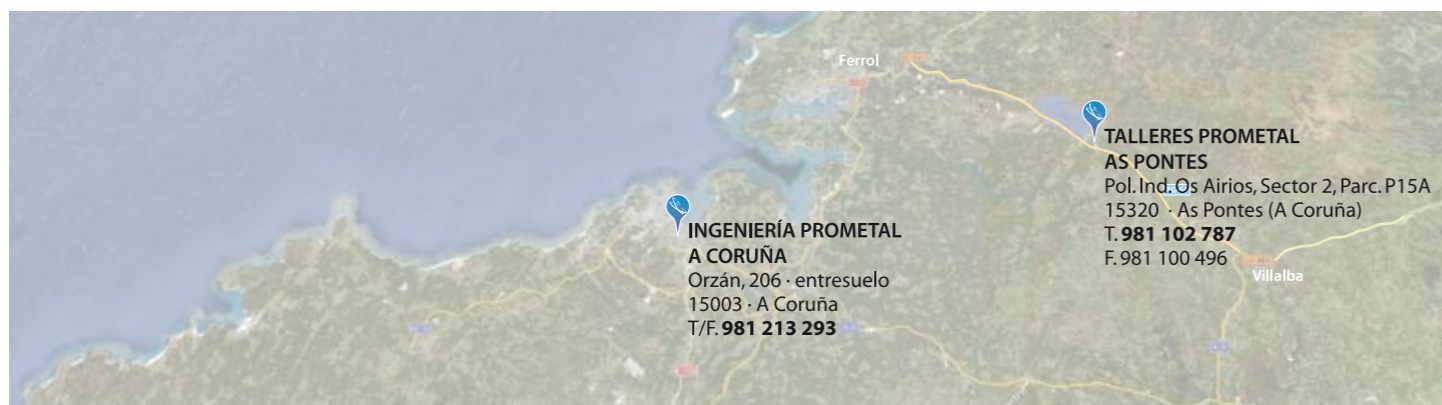 Ferrol
TALLERES PROMETAL
AS PONTES
Pol. Ind. Os Airios, Sector 2, Parc. P15A
15320 · As Pontes (A Coruña)
T. 981 102 787
F. 981 100 496
Villalba
INGENIERÍA PROMETAL
A CORUÑA
Orzán, 206 · entresuelo
15003 · A Coruña
T/F. 981 213 293